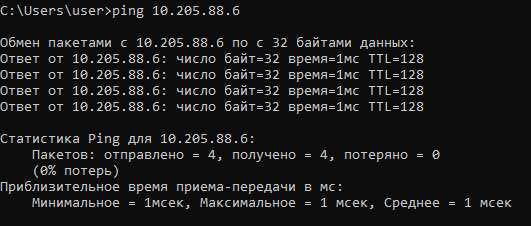 C:\Users\user>ping 10.205.88.6
Обмен пакетами с 10.205.88.6 по с 32 байтами данных:
Ответ от 10.205.88.6: число байт=32 время=1мс TTL=128
Ответ от 10.205.88.6: число байт=32 время=1мс TTL=128
Ответ от 10.205.88.6: число байт=32 время=1мс TTL=128
Ответ от 10.205.88.6: число байт=32 время=1мс TTL=128
Статистика Ping для 10.205.88.6:
Пакетов: отправлено = 4, получено = 4, потеряно = 0
(0% потерь)
Приблизительное время приема-передачи в мс:
Минимальное = 1мсек, Максимальное = 1 мсек, Среднее = 1 мсек